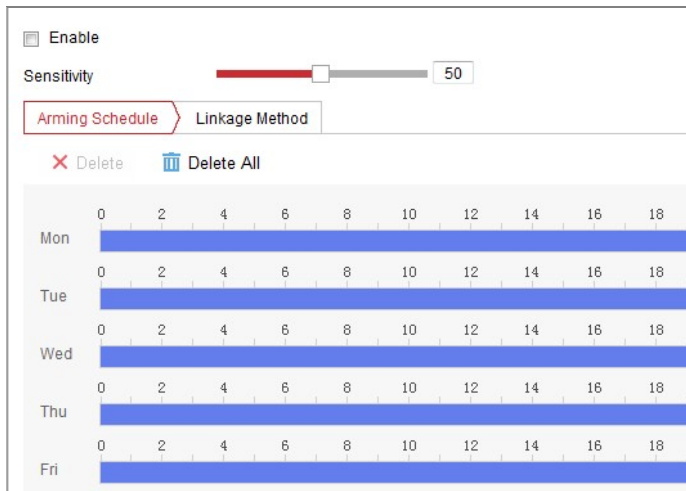 Enable
Sensitivity 50
Arming Schedule Linkage Method
Delete Delete All
0 2 4 6 8 10 12 14 16 18
Mon
0 2 4 6 8 10 12 14 16 18
Tue
0 2 4 6 8 10 12 14 16 18
Wed
0 2 4 6 8 10 12 14 16 18
Thu
0 2 4 6 8 10 12 14 16 18
Fri